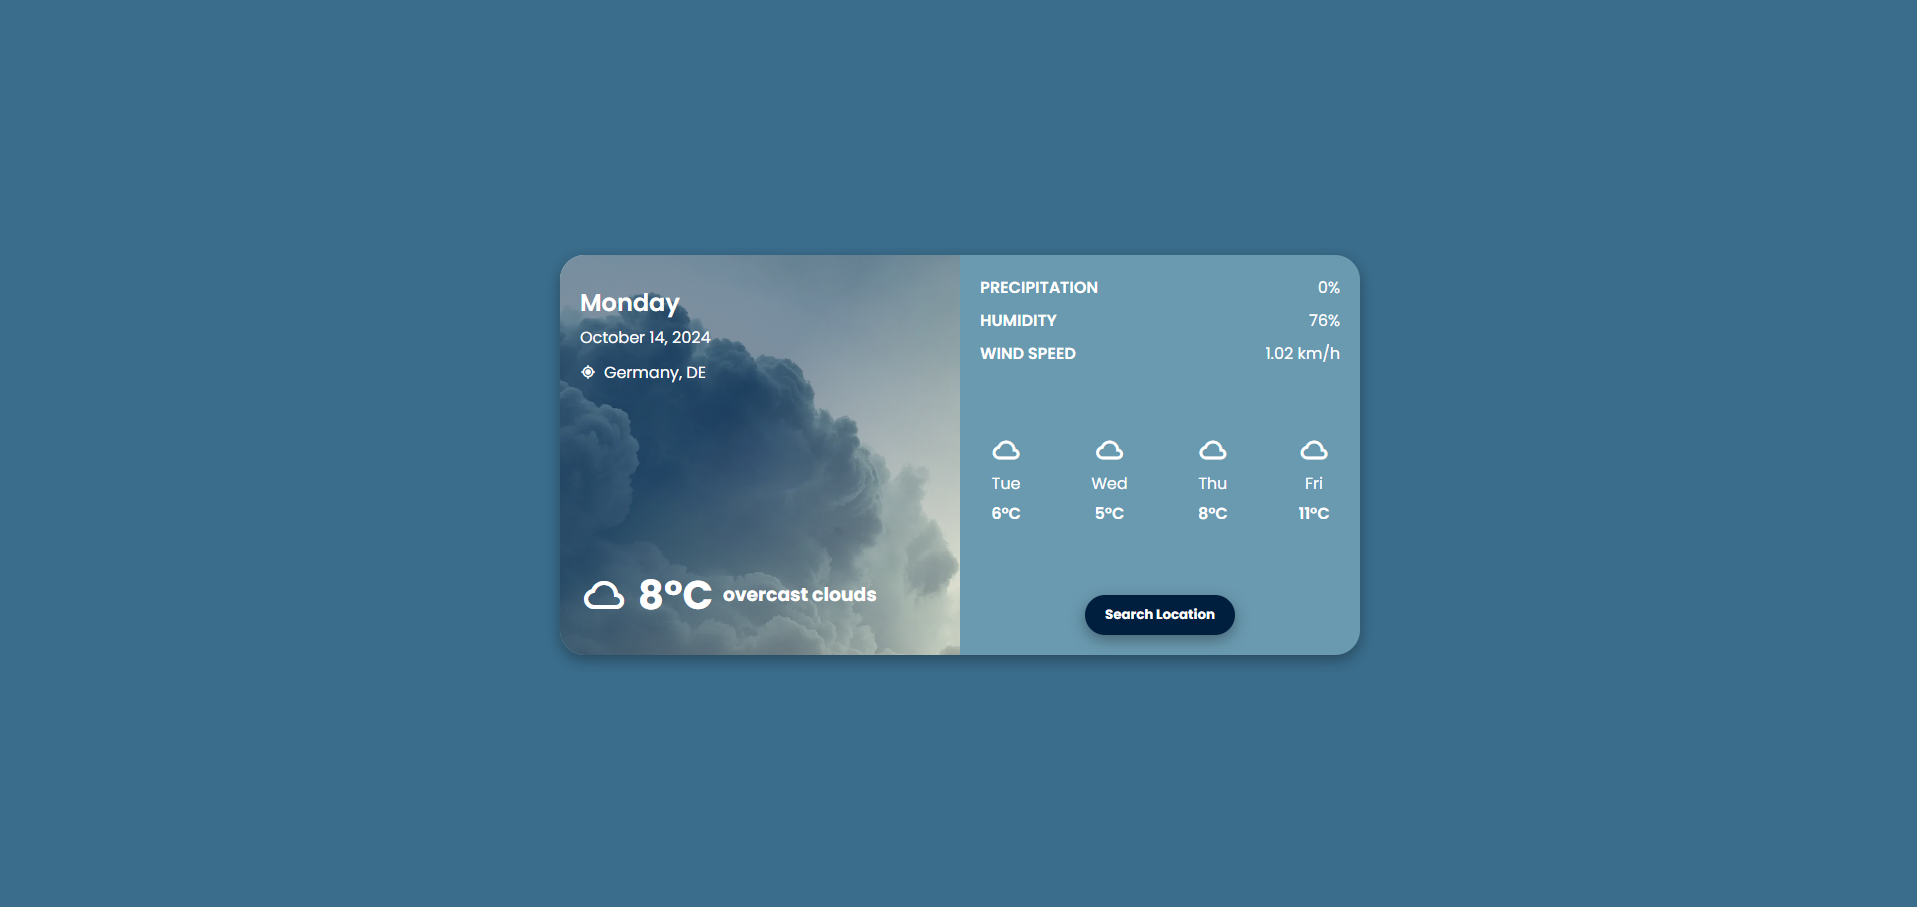 Monday
October 14, 2024
Germany, DE
8°C overcast clouds
PRECIPITATION 0%
HUMIDITY 76%
WIND SPEED 1.02 km/h
Tue Wed Thu Fri
6°C 5°C 8°C 11°C
Search Location